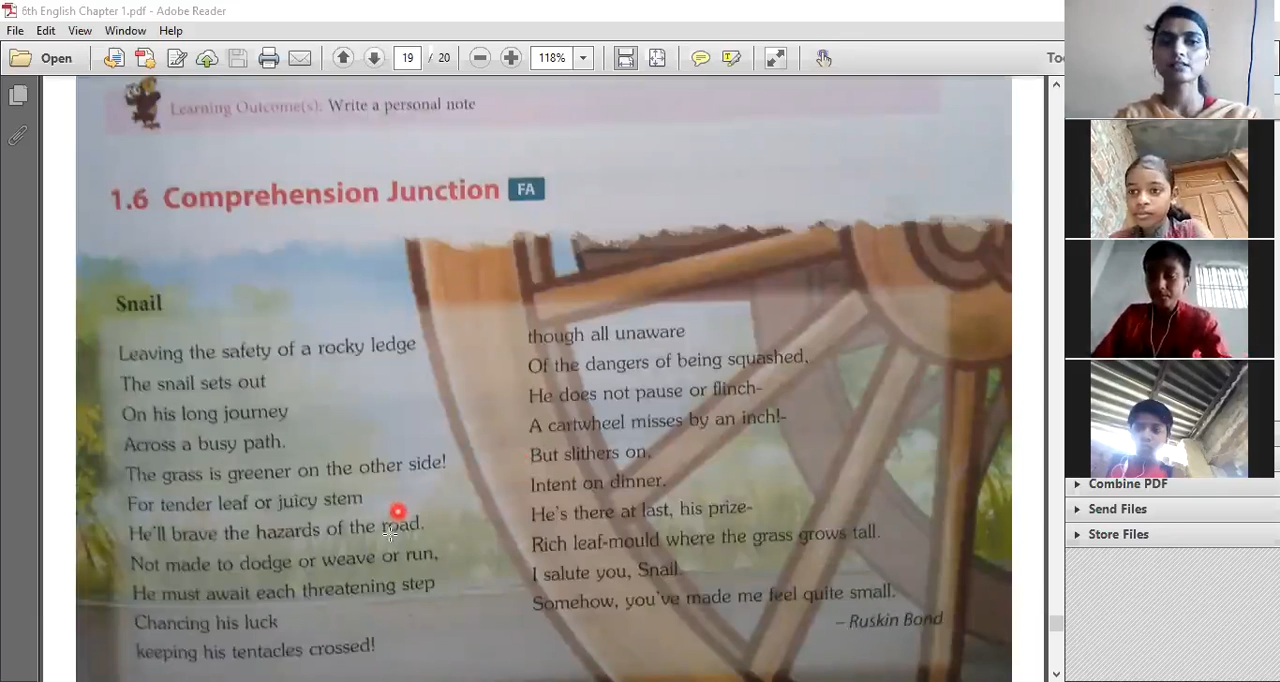 6th English Chapter 1.pdf - Adobe Reader
File Edit View Window Help
Open 19 / 20 118%
Learning Outcome(s): Write a personal note
1.6 Comprehension Junction FA
Snail
Leaving the safety of a rocky ledge
The snail sets out
On his long journey
Across a busy path.
The grass is greener on the other side!
For tender leaf or juicy stem
He'll brave the hazards of the road.
Not made to dodge or weave or run,
He must await each threatening step
Chancing his luck
keeping his tentacles crossed!
though all unaware
Of the dangers of being squashed,
He does not pause or flinch-
A cartwheel misses by an inch!-
But slithers on,
Intent on dinner.
He's there at last, his prize-
Rich leaf-mould where the grass grows tall.
I salute you, Snail.
Somehow, you've made me feel quite small.
– Ruskin Bond
Combine PDF
Send Files
Store Files